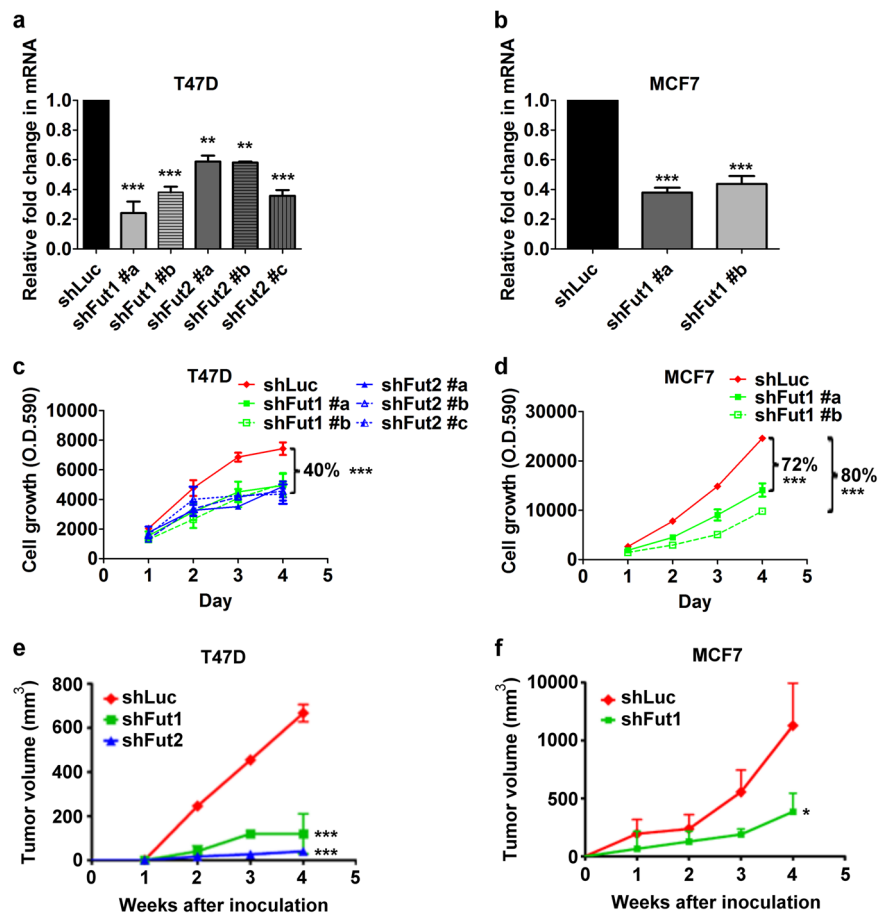 a
T47D
Relative fold change in mRNA
1.0
0.8
0.6
0.4
0.2
0.0
***
***
**
**
***
shLuc
shFut1 #a
shFut1 #b
shFut2 #a
shFut2 #b
shFut2 #c
b
MCF7
Relative fold change in mRNA
1.0
0.8
0.6
0.4
0.2
0.0
***
***
shLuc
shFut1 #a
shFut1 #b
c
T47D
shLuc
shFut1 #a
shFut1 #b
shFut2 #a
shFut2 #b
shFut2 #c
Cell growth (O.D.590)
10000
8000
6000
4000
2000
0
40% ***
0 1 2 3 4 5
Day
d
MCF7
shLuc
shFut1 #a
shFut1 #b
Cell growth (O.D.590)
30000
20000
10000
0
72%
***
80%
***
0 1 2 3 4 5
Day
e
T47D
Tumor volume (mm3)
800
600
400
200
0
shLuc
shFut1
shFut2
***
***
0 1 2 3 4 5
Weeks after inoculation
f
MCF7
Tumor volume (mm3)
10000
1000
500
0
shLuc
shFut1
*
0 1 2 3 4 5
Weeks after inoculation